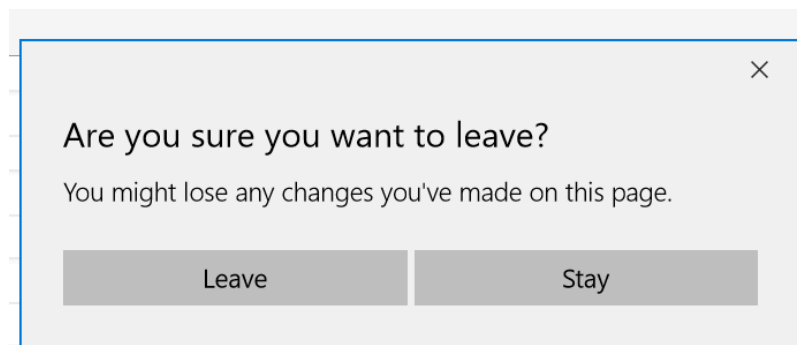 Are you sure you want to leave?
You might lose any changes you've made on this page.
Leave
Stay